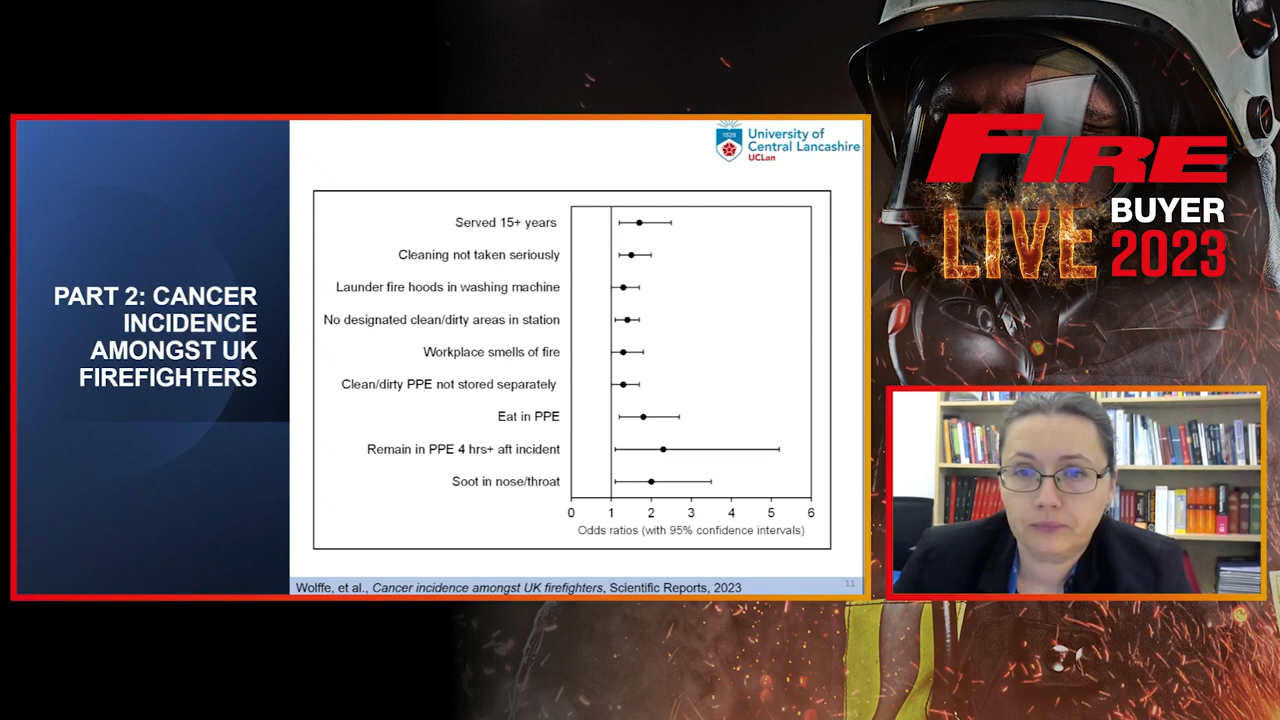 PART 2: CANCER
INCIDENCE
AMONGST UK
FIREFIGHTERS
1828
University of
Central Lancashire
UCLan
Served 15+ years
Cleaning not taken seriously
Launder fire hoods in washing machine
No designated clean/dirty areas in station
Workplace smells of fire
Clean/dirty PPE not stored separately
Eat in PPE
Remain in PPE 4 hrs+ aft incident
Soot in nose/throat
0 1 2 3 4 5 6
Odds ratios (with 95% confidence intervals)
Wolffe, et al., Cancer incidence amongst UK firefighters, Scientific Reports, 2023
11
FIRE
LIVE
BUYER
2023